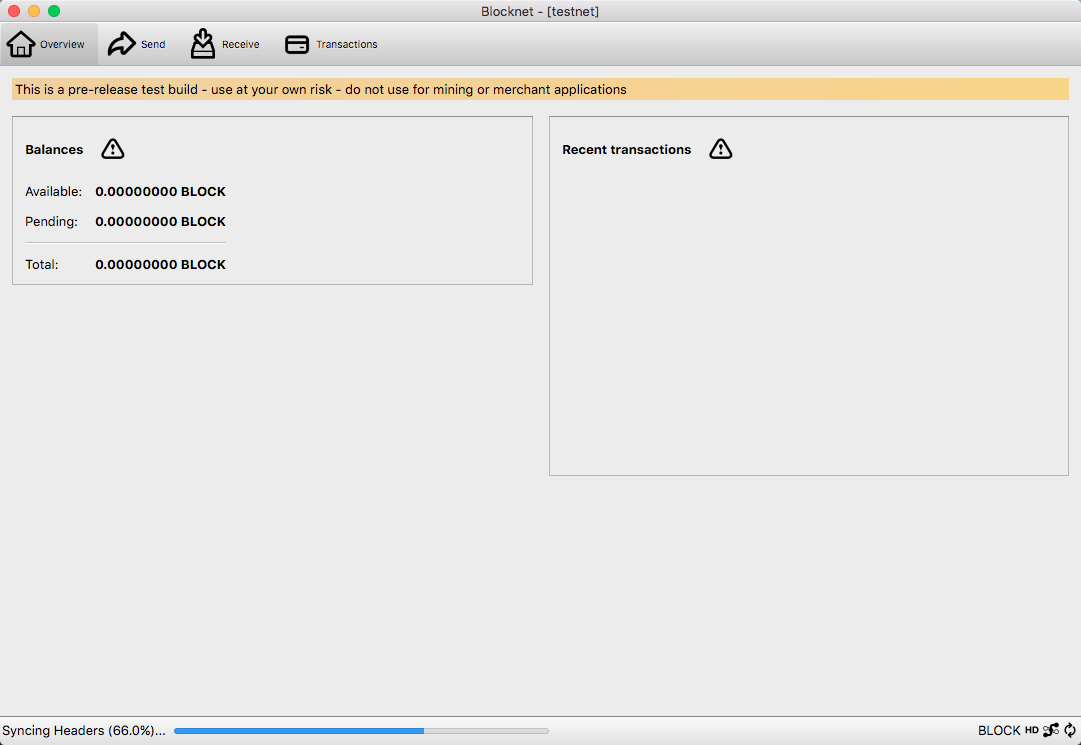 Blocknet - [testnet]
Overview Send Receive Transactions
This is a pre-release test build - use at your own risk - do not use for mining or merchant applications
Balances
Available: 0.00000000 BLOCK
Pending: 0.00000000 BLOCK
Total: 0.00000000 BLOCK
Recent transactions
Syncing Headers (66.0%)...
BLOCK HD